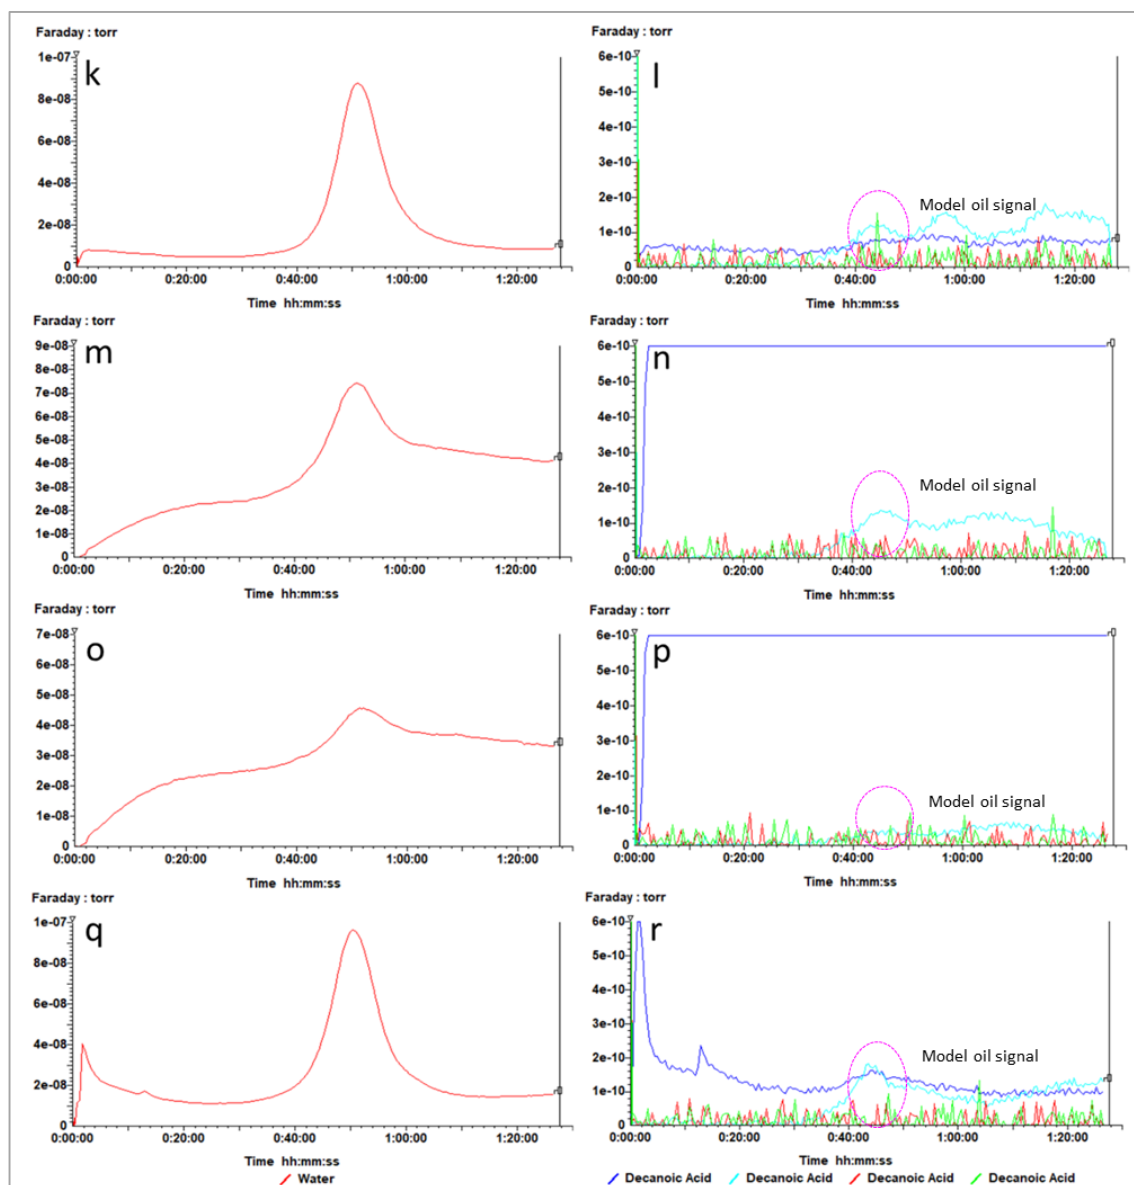 Faraday : torr
k
1e-07
8e-08
6e-08
4e-08
2e-08
0
0:00:00 0:20:00 0:40:00 1:00:00 1:20:00
Time hh:mm:ss
Faraday : torr
l
6e-10
5e-10
4e-10
3e-10
2e-10
1e-10
0
Model oil signal
0:00:00 0:20:00 0:40:00 1:00:00 1:20:00
Time hh:mm:ss
Faraday : torr
m
9e-08
8e-08
7e-08
6e-08
5e-08
4e-08
3e-08
2e-08
1e-08
0
0:00:00 0:20:00 0:40:00 1:00:00 1:20:00
Time hh:mm:ss
n
6e-10
5e-10
4e-10
3e-10
2e-10
1e-10
0
Model oil signal
0:00:00 0:20:00 0:40:00 1:00:00 1:20:00
Time hh:mm:ss
Faraday : torr
o
7e-08
6e-08
5e-08
4e-08
3e-08
2e-08
1e-08
0
0:00:00 0:20:00 0:40:00 1:00:00 1:20:00
Time hh:mm:ss
Faraday : torr
p
6e-10
5e-10
4e-10
3e-10
2e-10
1e-10
0
Model oil signal
0:00:00 0:20:00 0:40:00 1:00:00 1:20:00
Time hh:mm:ss
Faraday : torr
q
1e-07
8e-08
6e-08
4e-08
2e-08
0
0:00:00 0:20:00 0:40:00 1:00:00 1:20:00
Time hh:mm:ss
Water
Faraday : torr
r
6e-10
5e-10
4e-10
3e-10
2e-10
1e-10
0
Model oil signal
0:00:00 0:20:00 0:40:00 1:00:00 1:20:00
Time hh:mm:ss
Decanoic Acid Decanoic Acid Decanoic Acid Decanoic Acid